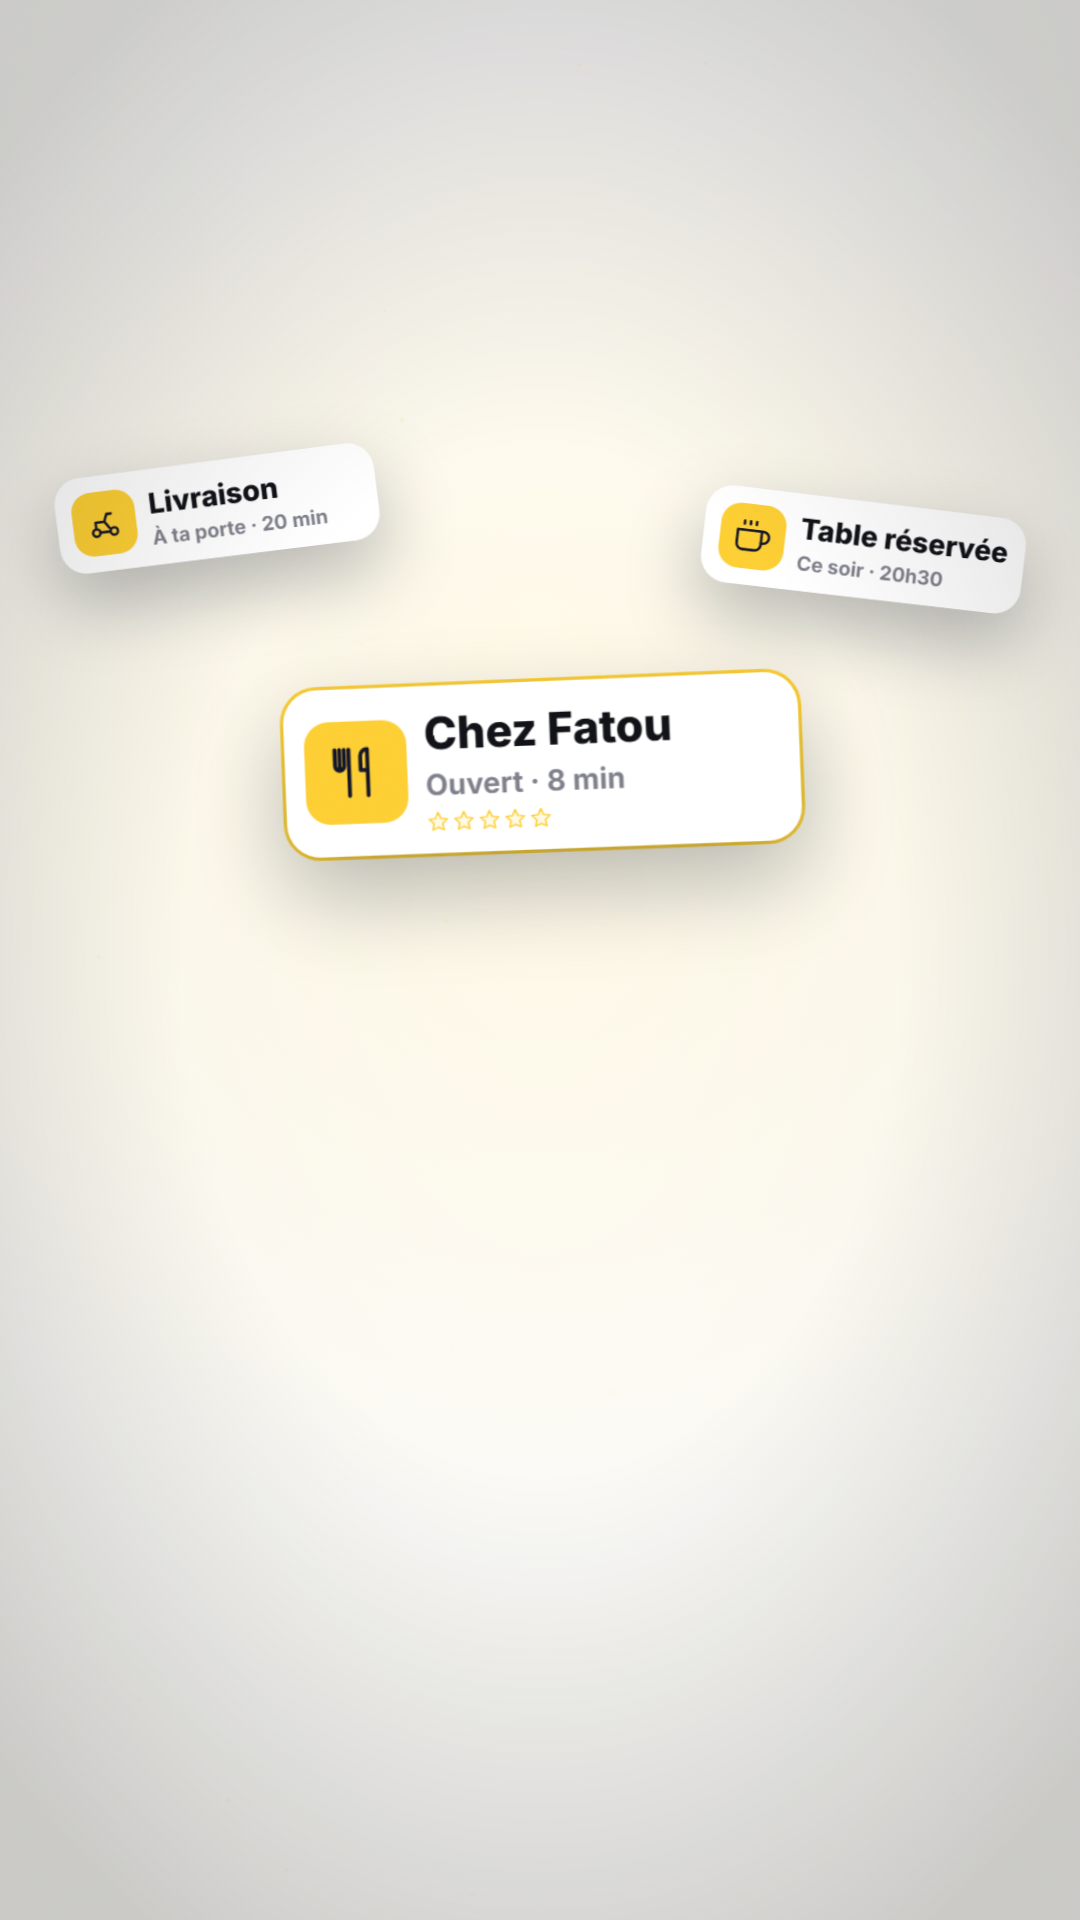 Livraison
À ta porte · 20 min
Table réservée
Ce soir · 20h30
Chez Fatou
Ouvert · 8 min